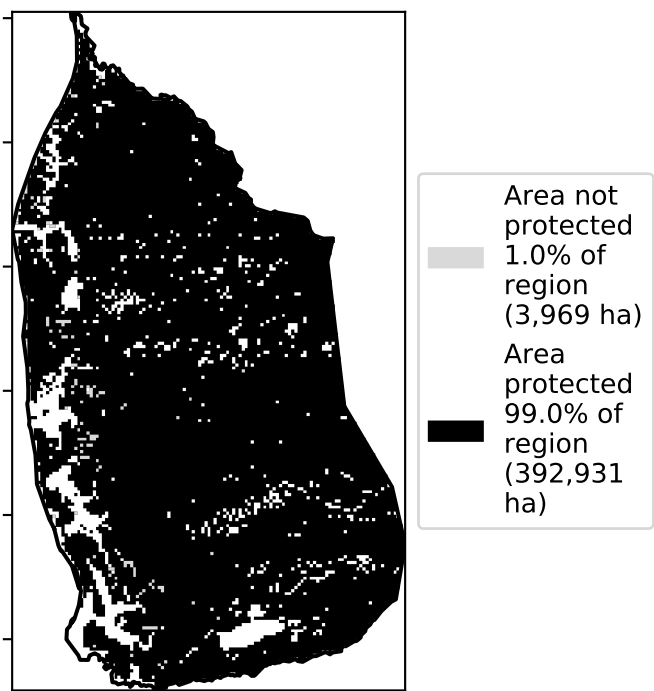 Area not
protected
1.0% of
region
(3,969 ha)
Area
protected
99.0% of
region
(392,931
ha)